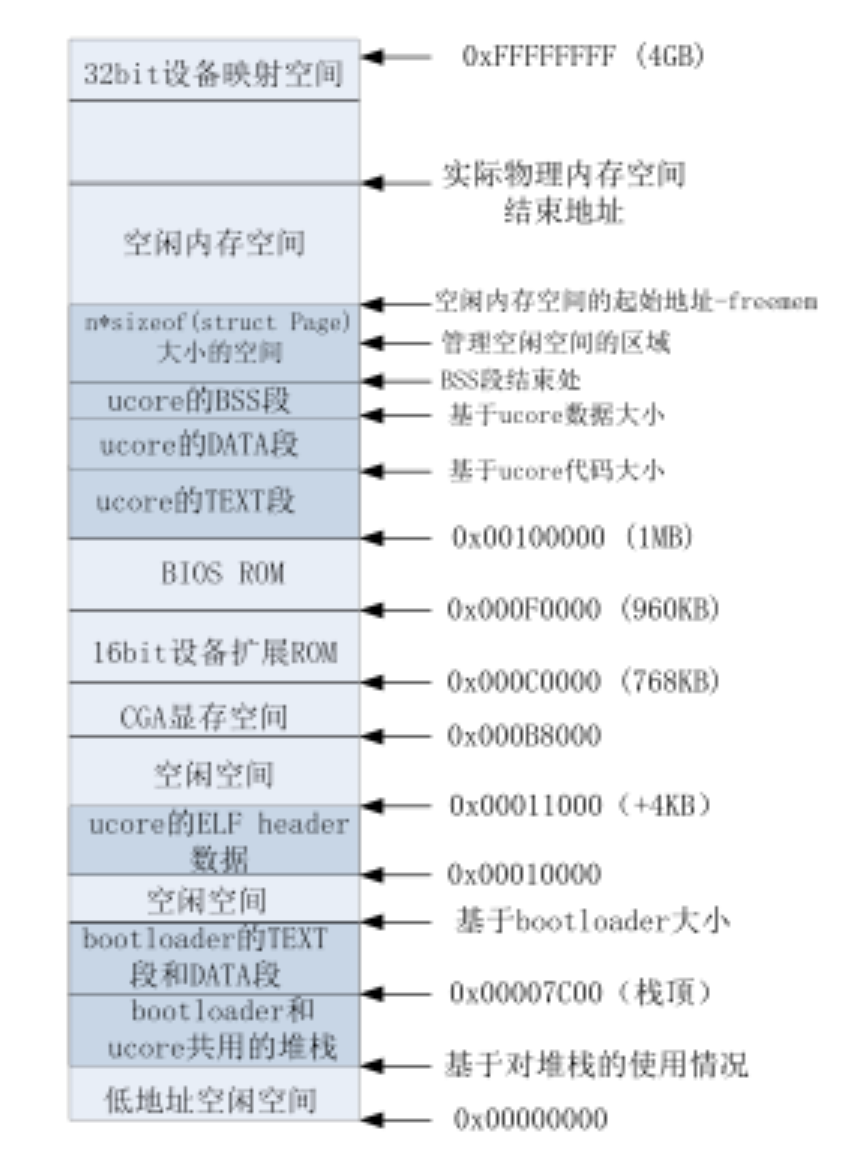 32bit设备映射空间
0xFFFFFFFFF (4GB)
实际物理内存空间
结束地址
空闲内存空间
空闲内存空间的起始地址-freemem
n*sizeof(struct Page)
大小的空间
管理空闲空间的区域
BSS段结束处
ucore的BSS段
基于ucore数据大小
ucore的DATA段
基于ucore代码大小
ucore的TEXT段
0x00100000 (1MB)
BIOS ROM
0x000F0000 (960KB)
16bit设备扩展ROM
0x000C0000 (768KB)
CGA显存空间
0x000B8000
空闲空间
0x00011000（+4KB）
ucore的ELF header
数据
0x00010000
空闲空间
基于bootloader大小
bootloader的TEXT
段和DATA段
0x00007C00（栈顶）
bootloader和
ucore共用的堆栈
基于对堆栈的使用情况
低地址空闲空间
0x00000000